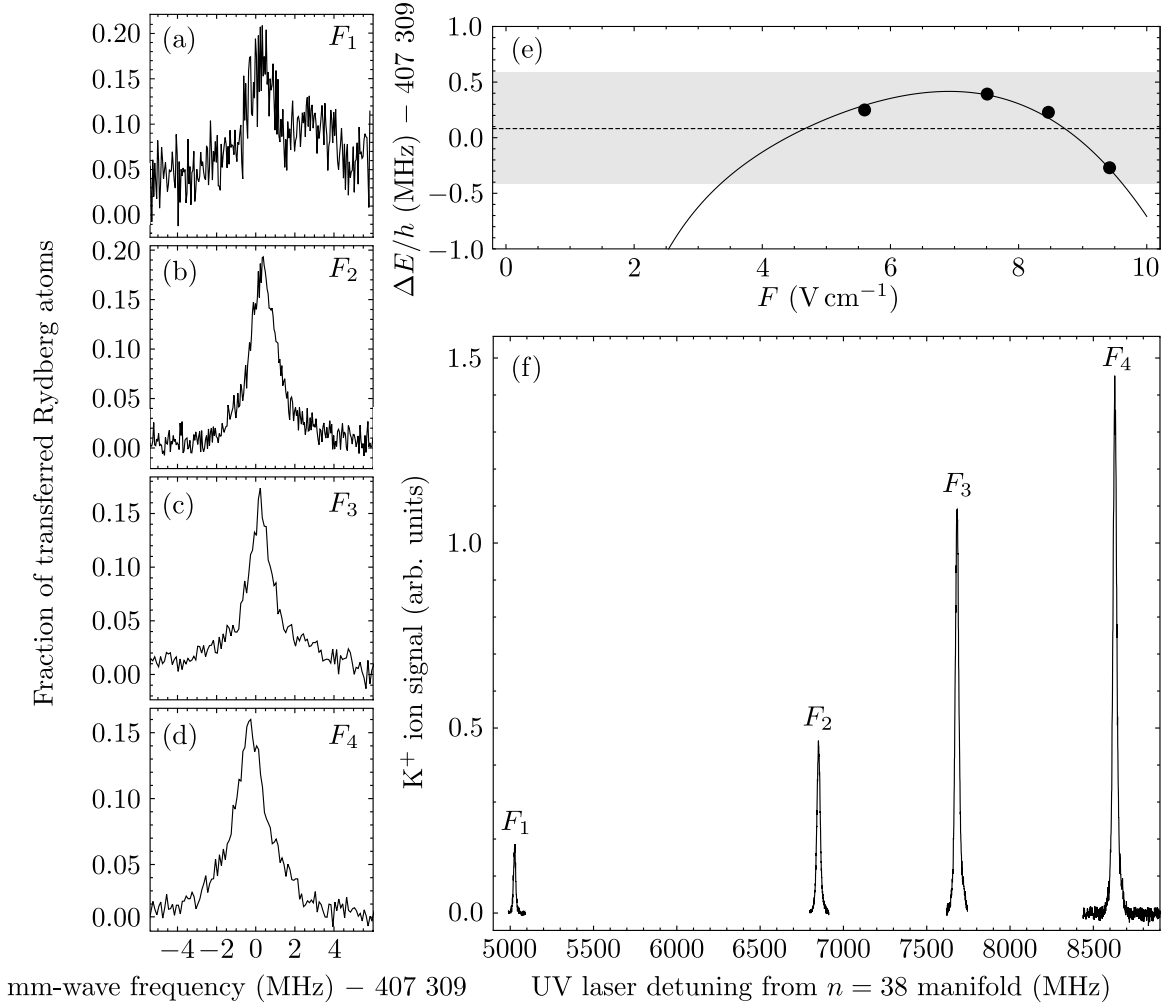 (a) F₁
0.20
0.15
0.10
0.05
0.00
(b) F₂
0.20
0.15
0.10
0.05
0.00
(c) F₃
0.15
0.10
0.05
0.00
(d) F₄
0.15
0.10
0.05
0.00
−4 −2 0 2 4
mm-wave frequency (MHz) − 407 309
Fraction of transferred Rydberg atoms
(e)
1.0
0.5
0.0
−0.5
−1.0
0 2 4 6 8 10
F (V cm⁻¹)
ΔE/h (MHz) − 407 309
(f)
F₁
F₂
F₃
F₄
1.5
1.0
0.5
0.0
5000 5500 6000 6500 7000 7500 8000 8500
UV laser detuning from n = 38 manifold (MHz)
K⁺ ion signal (arb. units)